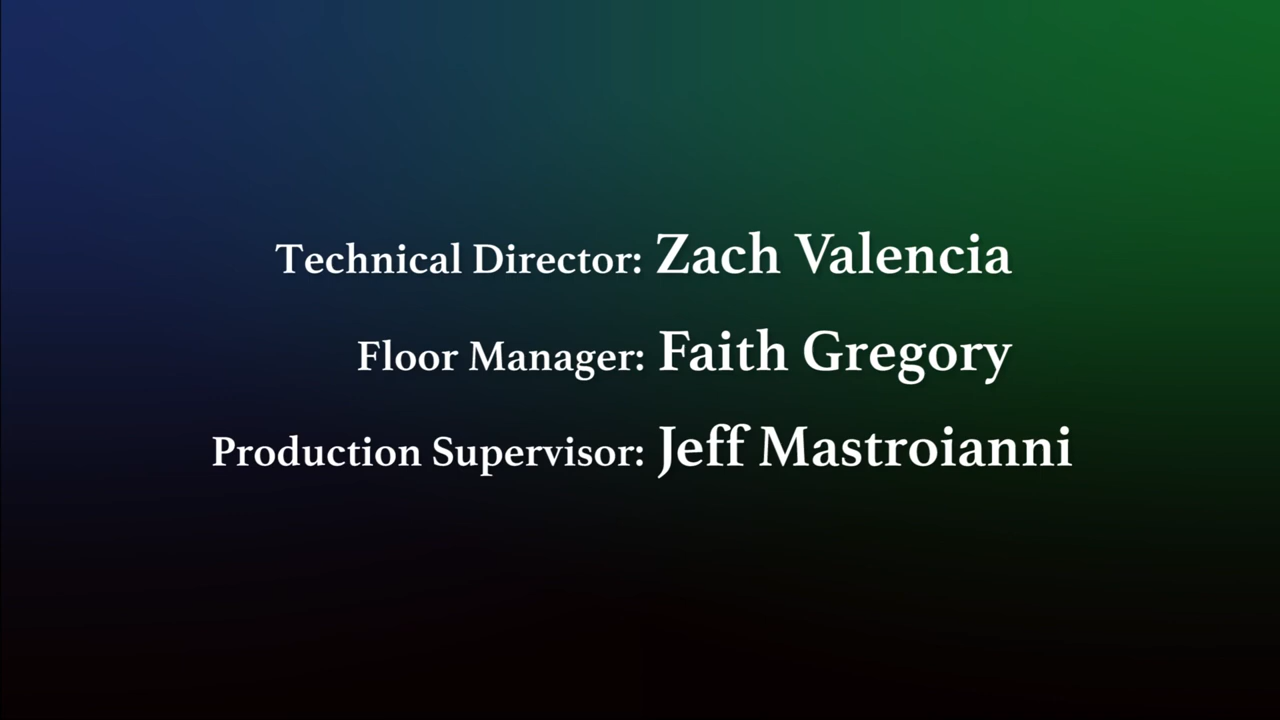 Technical Director: Zach Valencia
Floor Manager: Faith Gregory
Production Supervisor: Jeff Mastroianni